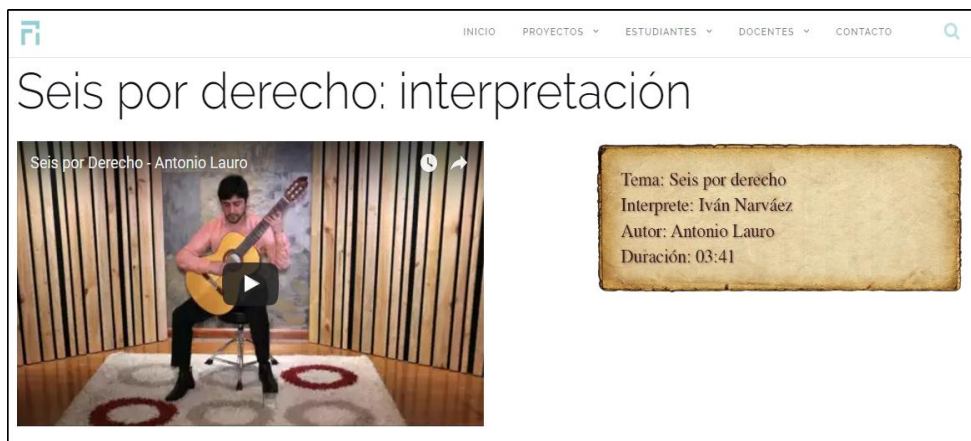 INICIO PROYECTOS ESTUDIANTES DOCENTES CONTACTO
Seis por derecho: interpretación
Seis por Derecho - Antonio Lauro
Tema: Seis por derecho
Interprete: Iván Narváez
Autor: Antonio Lauro
Duración: 03:41